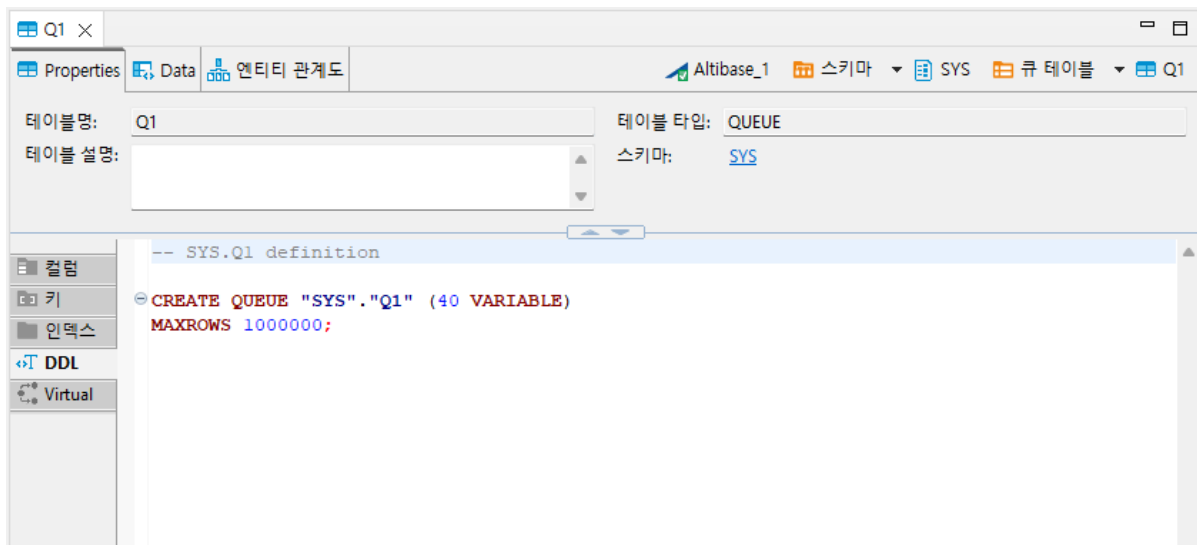 Q1
Properties Data 엔티티 관계도 Altibase_1 스키마 SYS 큐 테이블 Q1
테이블명: Q1 테이블 타입: QUEUE
테이블 설명: 스키마: SYS
컬럼
키
인덱스
T DDL
Virtual
-- SYS.Q1 definition
CREATE QUEUE "SYS"."Q1" (40 VARIABLE)
MAXROWS 1000000;